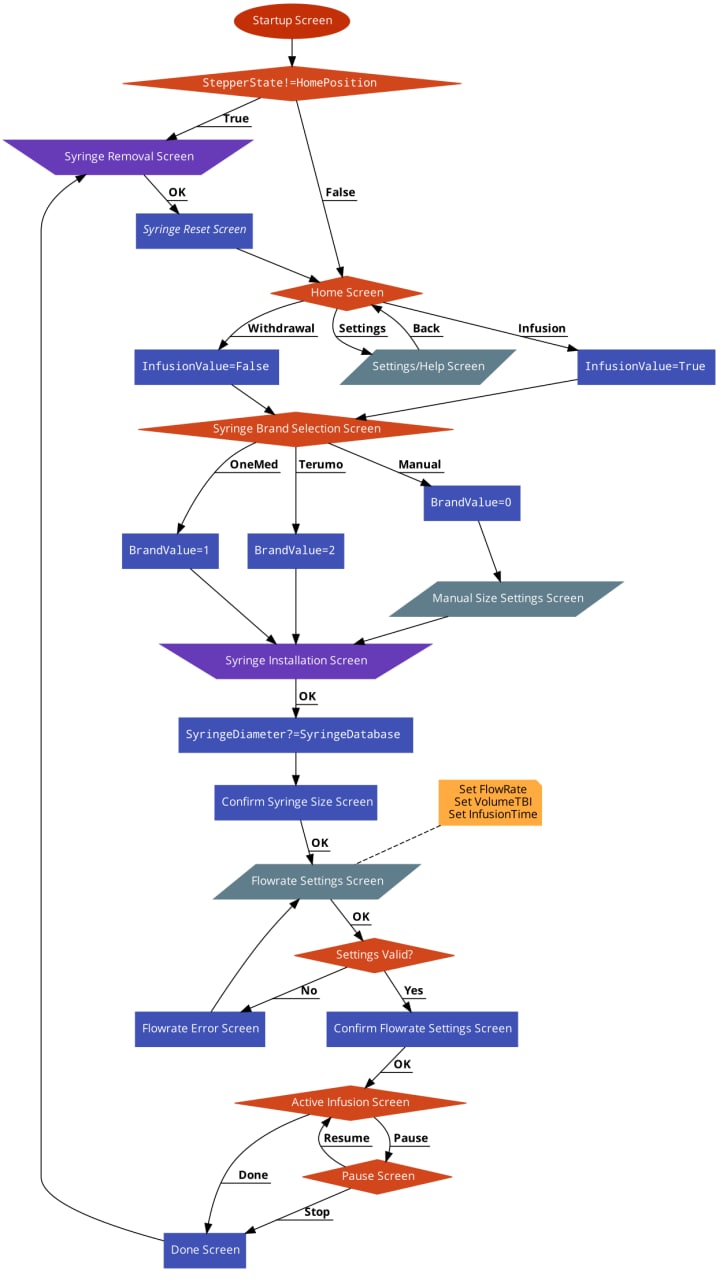 Startup Screen
StepperState!=HomePosition
True
Syringe Removal Screen
OK
False
Syringe Reset Screen
Home Screen
Withdrawal
Settings
Back
Infusion
InfusionValue=False
Settings/Help Screen
InfusionValue=True
Syringe Brand Selection Screen
OneMed
Terumo
Manual
BrandValue=0
BrandValue=1
BrandValue=2
Manual Size Settings Screen
Syringe Installation Screen
OK
SyringeDiameter?=SyringeDatabase
Confirm Syringe Size Screen
Set FlowRate
Set VolumeTBI
Set InfusionTime
OK
Flowrate Settings Screen
OK
Settings Valid?
No
Yes
Flowrate Error Screen
Confirm Flowrate Settings Screen
OK
Active Infusion Screen
Resume
Pause
Done
Pause Screen
Stop
Done Screen